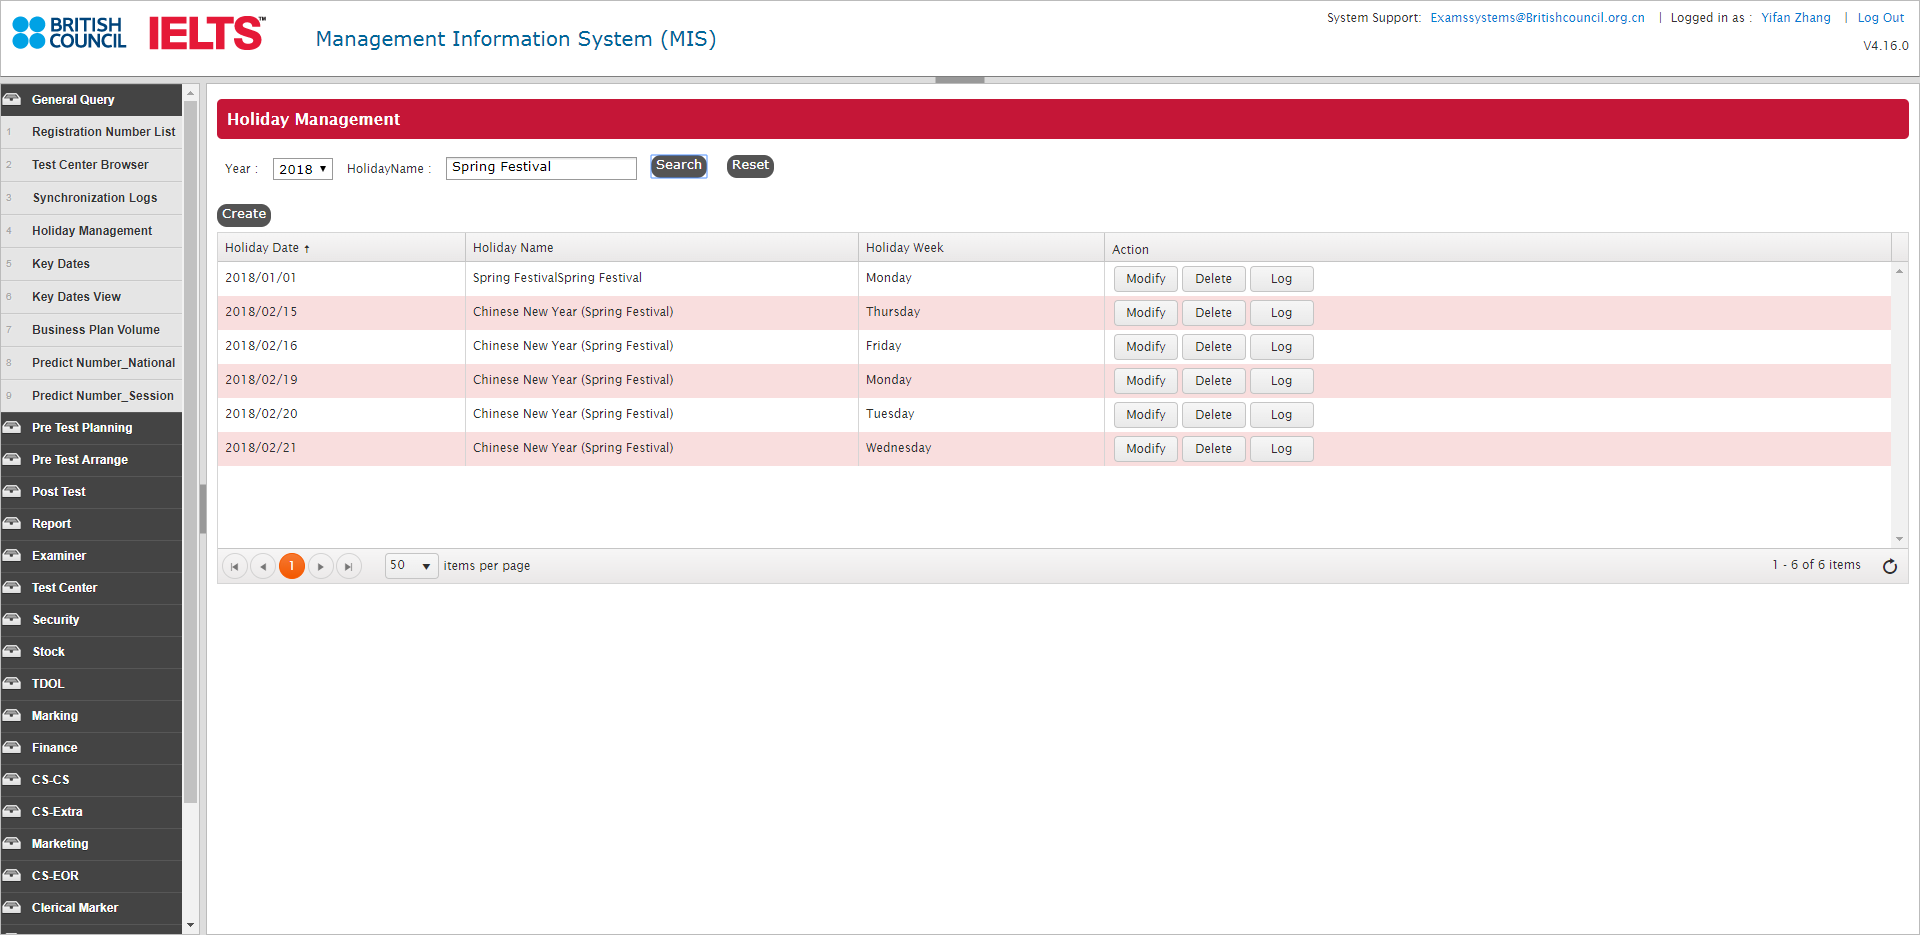 BRITISH
COUNCIL
IELTS™
Management Information System (MIS)
System Support: Examssystems@Britishcouncil.org.cn | Logged in as : Yifan Zhang | Log Out
V4.16.0
General Query
1 Registration Number List
2 Test Center Browser
3 Synchronization Logs
4 Holiday Management
5 Key Dates
6 Key Dates View
7 Business Plan Volume
8 Predict Number_National
9 Predict Number_Session
Pre Test Planning
Pre Test Arrange
Post Test
Report
Examiner
Test Center
Security
Stock
TDOL
Marking
Finance
CS-CS
CS-Extra
Marketing
CS-EOR
Clerical Marker
Holiday Management
Year : 2018 HolidayName : Spring Festival Search Reset
Create
Holiday Date Holiday Name Holiday Week Action
2018/01/01 Spring FestivalSpring Festival Monday Modify Delete Log
2018/02/15 Chinese New Year (Spring Festival) Thursday Modify Delete Log
2018/02/16 Chinese New Year (Spring Festival) Friday Modify Delete Log
2018/02/19 Chinese New Year (Spring Festival) Monday Modify Delete Log
2018/02/20 Chinese New Year (Spring Festival) Tuesday Modify Delete Log
2018/02/21 Chinese New Year (Spring Festival) Wednesday Modify Delete Log
1 50 items per page 1 - 6 of 6 items